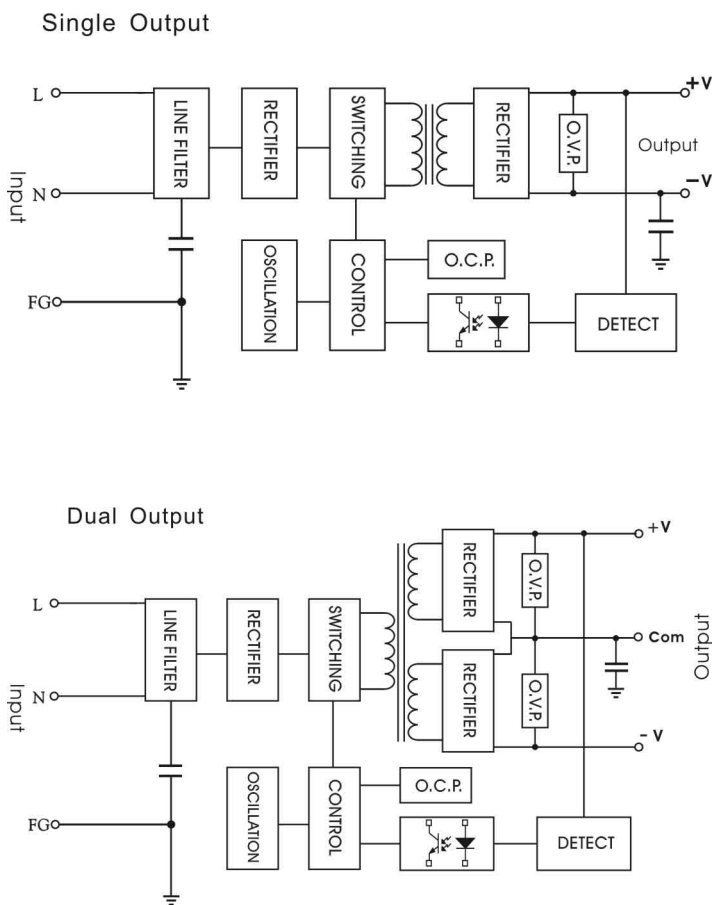 Single Output
L
N
FG
Input
LINE FILTER
RECTIFIER
SWITCHING
RECTIFIER
O.V.P.
+V
Output
-V
OSCILLATION
CONTROL
O.C.P.
DETECT
Dual Output
L
N
FG
Input
LINE FILTER
RECTIFIER
SWITCHING
RECTIFIER
RECTIFIER
O.V.P.
O.V.P.
+V
Com
- V
Output
OSCILLATION
CONTROL
O.C.P.
DETECT